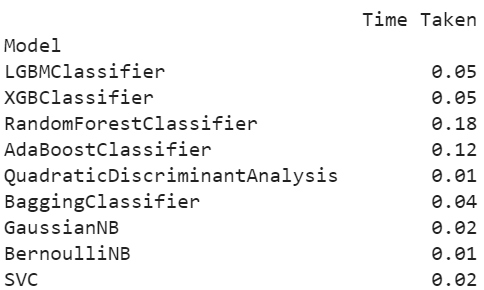 Time Taken
Model
LGBMClassifier 0.05
XGBClassifier 0.05
RandomForestClassifier 0.18
AdaBoostClassifier 0.12
QuadraticDiscriminantAnalysis 0.01
BaggingClassifier 0.04
GaussianNB 0.02
BernoulliNB 0.01
SVC 0.02